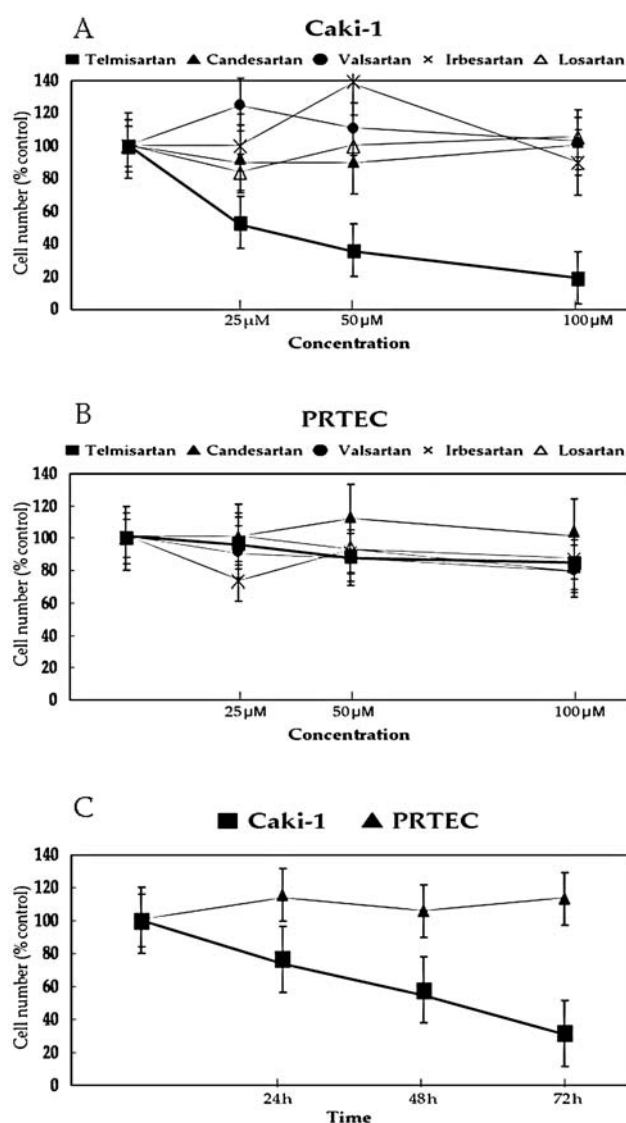 A
Caki-1
Telmisartan Candesartan Valsartan Irbesartan Losartan
Cell number (% control)
140
120
100
80
60
40
20
0
25µM 50µM 100µM
Concentration
B
PRTEC
Telmisartan Candesartan Valsartan Irbesartan Losartan
Cell number (% control)
140
120
100
80
60
40
20
0
25µM 50µM 100µM
Concentration
C
Caki-1 PRTEC
Cell number (% control)
140
120
100
80
60
40
20
0
24h 48h 72h
Time